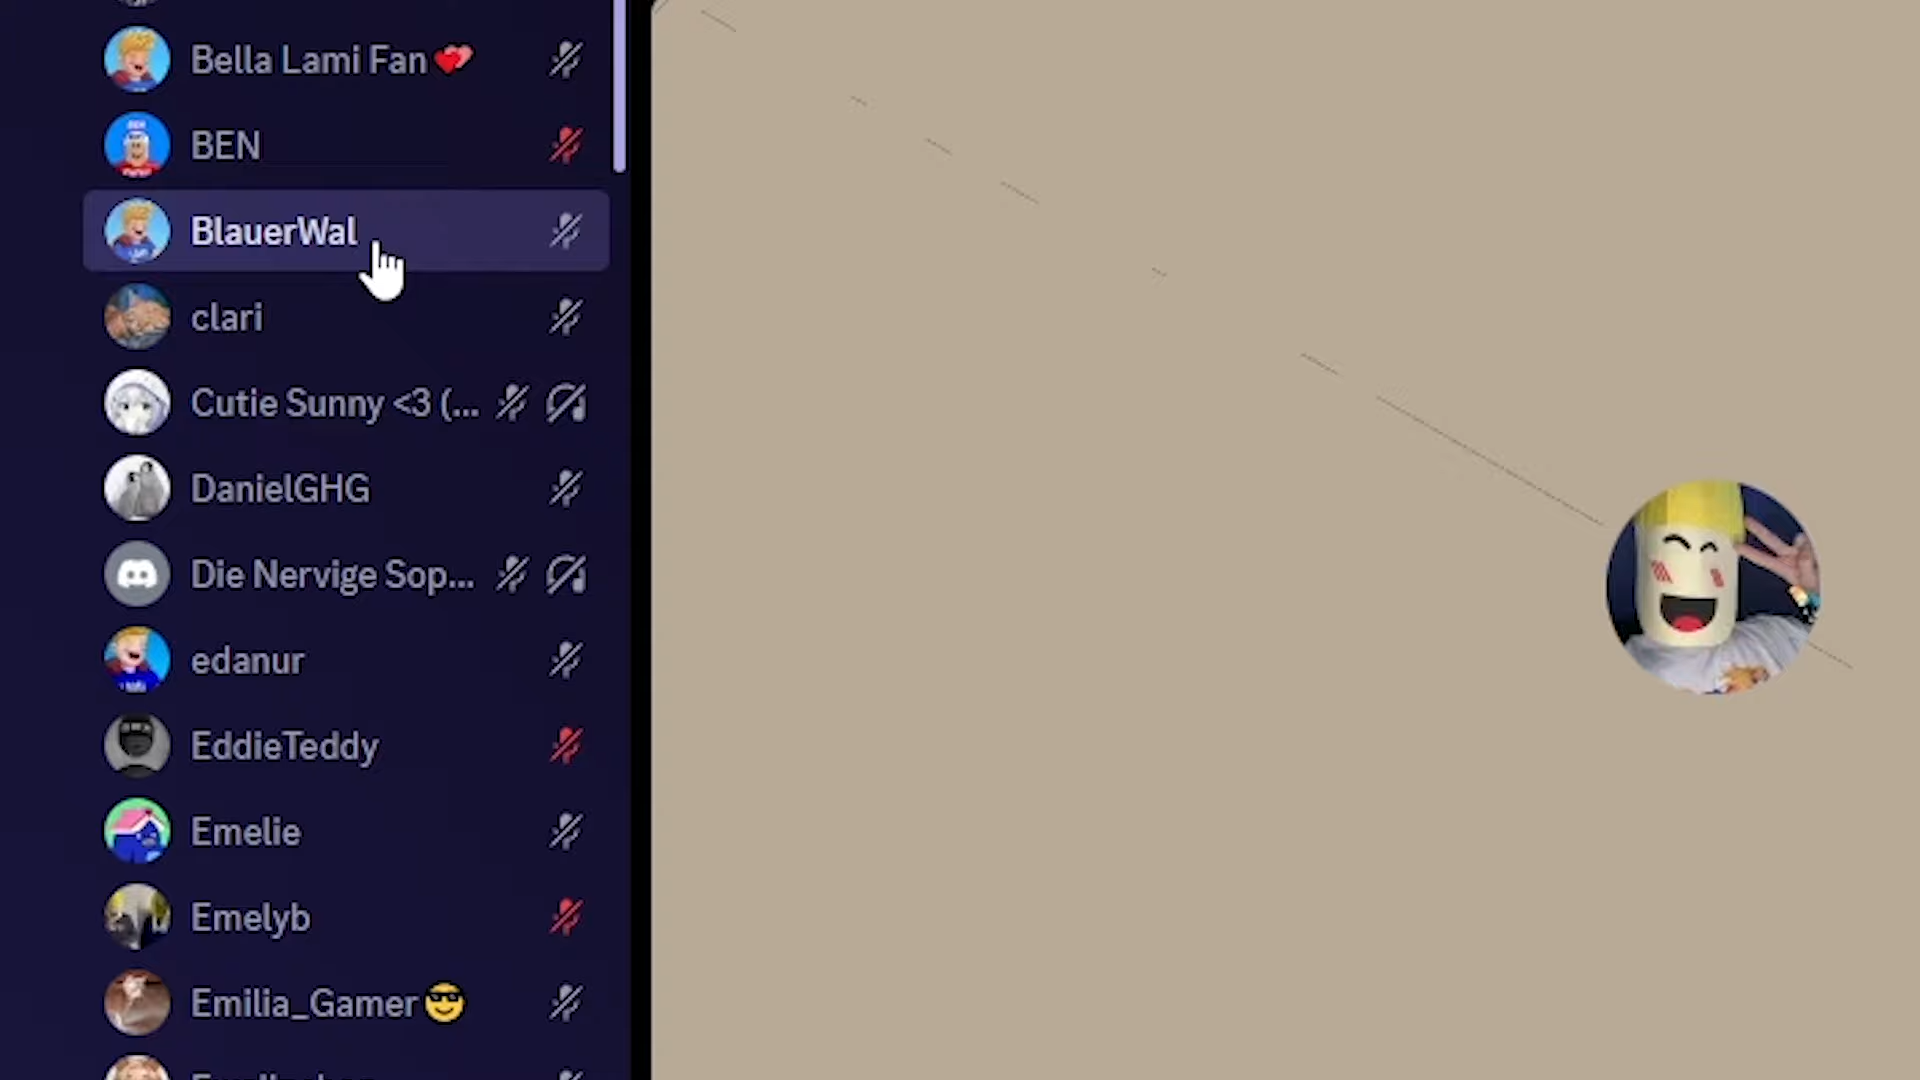 Bella Lami Fan 💞
BEN
BlauerWal
clari
Cutie Sunny <3 (...
DanielGHG
Die Nervige Sop...
edanur
EddieTeddy
Emelie
Emelyb
Emilia_Gamer 😎